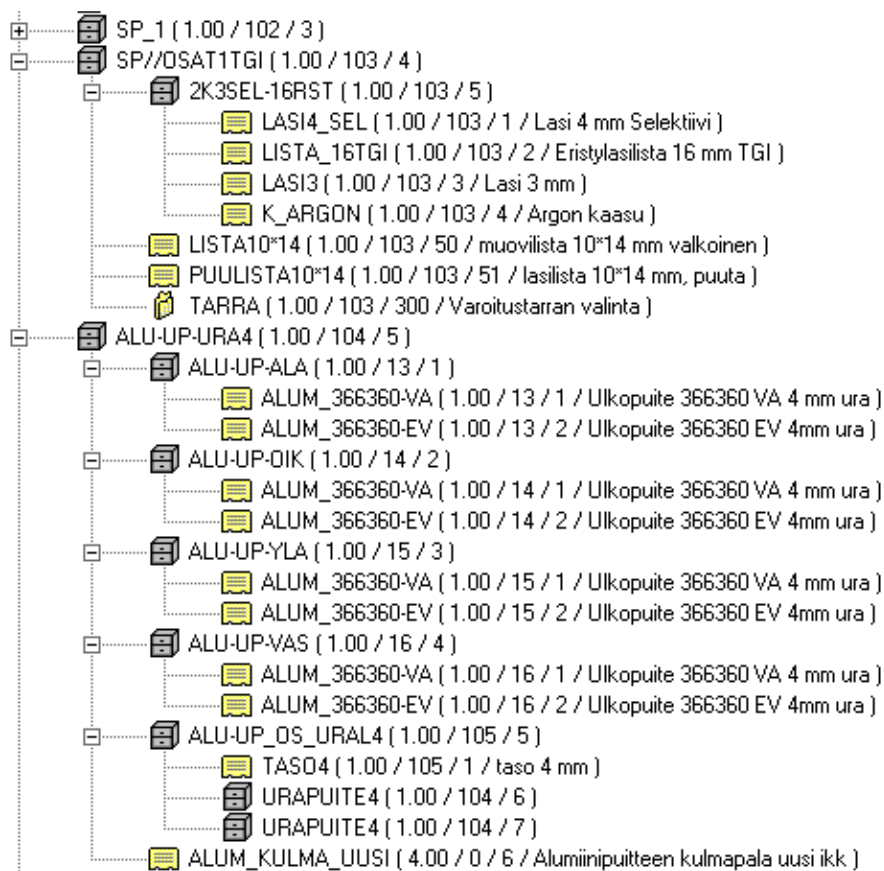 SP_1 ( 1.00 / 102 / 3 )
SP//OSAT1TGI ( 1.00 / 103 / 4 )
2K3SEL-16RST ( 1.00 / 103 / 5 )
LASI4_SEL ( 1.00 / 103 / 1 / Lasi 4 mm Selektiivi )
LISTA_16TGI ( 1.00 / 103 / 2 / Eristylasilista 16 mm TGI )
LASI3 ( 1.00 / 103 / 3 / Lasi 3 mm )
K_ARGON ( 1.00 / 103 / 4 / Argon kaasu )
LISTA10*14 ( 1.00 / 103 / 50 / muovilista 10*14 mm valkoinen )
PUULISTA10*14 ( 1.00 / 103 / 51 / lasilista 10*14 mm, puuta )
TARRA ( 1.00 / 103 / 300 / Varoitustarran valinta )
ALU-UP-URA4 ( 1.00 / 104 / 5 )
ALU-UP-ALA ( 1.00 / 13 / 1 )
ALUM_366360-VA ( 1.00 / 13 / 1 / Ulkopuite 366360 VA 4 mm ura )
ALUM_366360-EV ( 1.00 / 13 / 2 / Ulkopuite 366360 EV 4mm ura )
ALU-UP-OIK ( 1.00 / 14 / 2 )
ALUM_366360-VA ( 1.00 / 14 / 1 / Ulkopuite 366360 VA 4 mm ura )
ALUM_366360-EV ( 1.00 / 14 / 2 / Ulkopuite 366360 EV 4mm ura )
ALU-UP-YLA ( 1.00 / 15 / 3 )
ALUM_366360-VA ( 1.00 / 15 / 1 / Ulkopuite 366360 VA 4 mm ura )
ALUM_366360-EV ( 1.00 / 15 / 2 / Ulkopuite 366360 EV 4mm ura )
ALU-UP-VAS ( 1.00 / 16 / 4 )
ALUM_366360-VA ( 1.00 / 16 / 1 / Ulkopuite 366360 VA 4 mm ura )
ALUM_366360-EV ( 1.00 / 16 / 2 / Ulkopuite 366360 EV 4mm ura )
ALU-UP_OS_URAL4 ( 1.00 / 105 / 5 )
TASO4 ( 1.00 / 105 / 1 / taso 4 mm )
URAPUITE4 ( 1.00 / 104 / 6 )
URAPUITE4 ( 1.00 / 104 / 7 )
ALUM_KULMA_UUSI ( 4.00 / 0 / 6 / Alumiinipuitteen kulmapala uusi ikk )